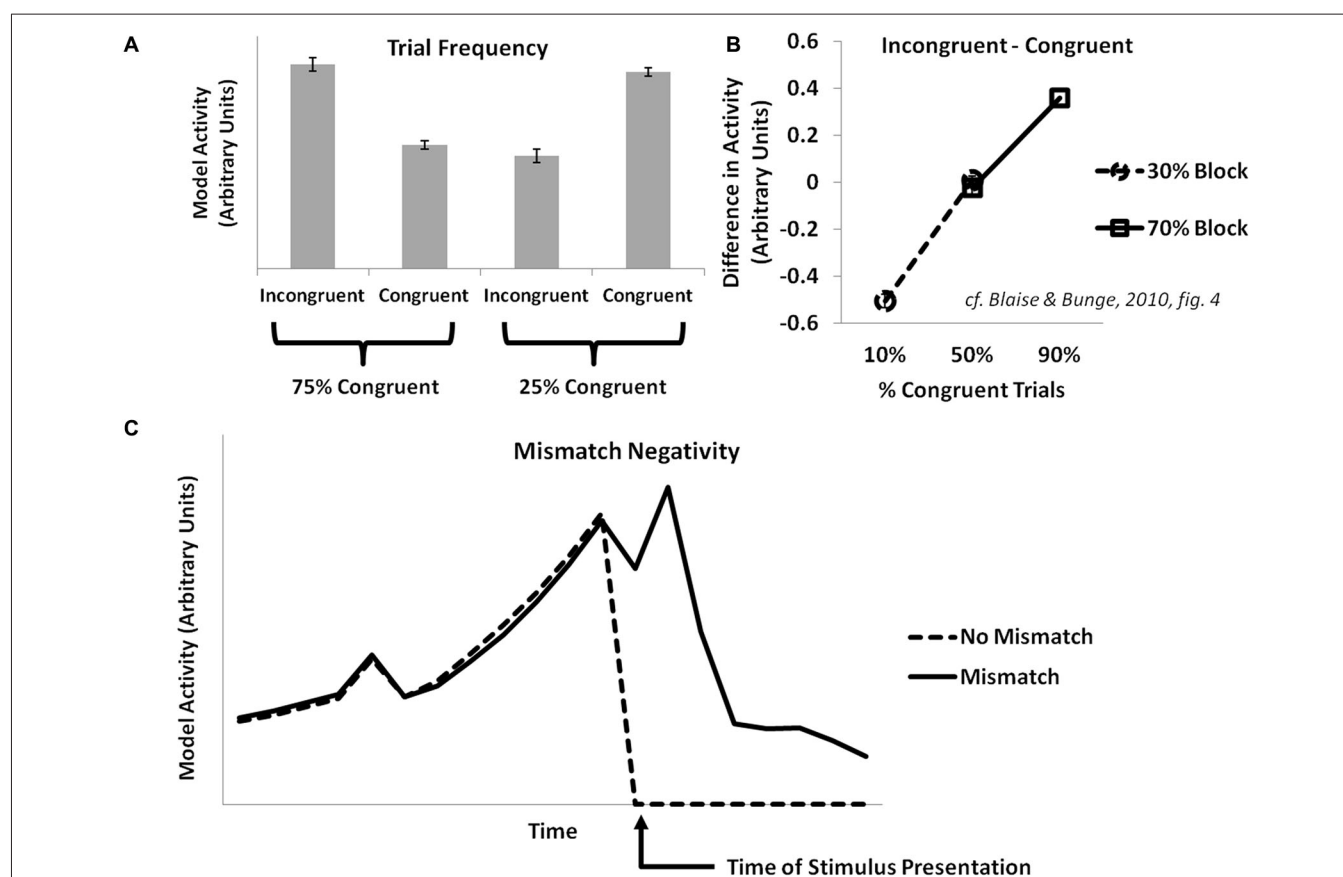 A
Trial Frequency
Model Activity
(Arbitrary Units)
Incongruent
Congruent
Incongruent
Congruent
75% Congruent
25% Congruent
B
Incongruent - Congruent
Difference in Activity
(Arbitrary Units)
0.6
0.4
0.2
0
-0.2
-0.4
-0.6
30% Block
70% Block
cf. Blaise & Bunge, 2010, fig. 4
10%
50%
90%
% Congruent Trials
C
Mismatch Negativity
Model Activity (Arbitrary Units)
No Mismatch
Mismatch
Time
Time of Stimulus Presentation